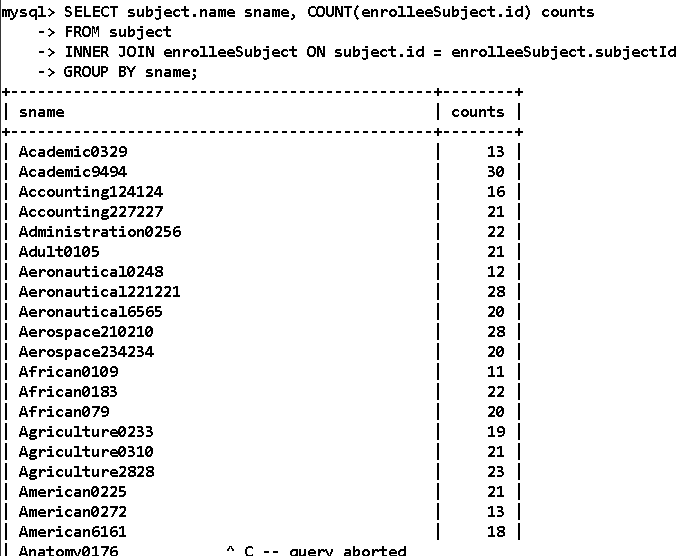 mysql> SELECT subject.name sname, COUNT(enrolleeSubject.id) counts
-> FROM subject
-> INNER JOIN enrolleeSubject ON subject.id = enrolleeSubject.subjectId
-> GROUP BY sname;
+--------------------------------------------+--------+
| sname | counts |
+--------------------------------------------+--------+
| Academic0329 | 13 |
| Academic9494 | 30 |
| Accounting124124 | 16 |
| Accounting227227 | 21 |
| Administration0256 | 22 |
| Adult0105 | 21 |
| Aeronautical0248 | 12 |
| Aeronautical221221 | 28 |
| Aeronautical6565 | 20 |
| Aerospace210210 | 28 |
| Aerospace234234 | 20 |
| African0109 | 11 |
| African0183 | 22 |
| African079 | 20 |
| Agriculture0233 | 19 |
| Agriculture0310 | 21 |
| Agriculture2828 | 23 |
| American0225 | 21 |
| American0272 | 13 |
| American6161 | 18 |
| Anatomy0176 ^ C -- query aborted